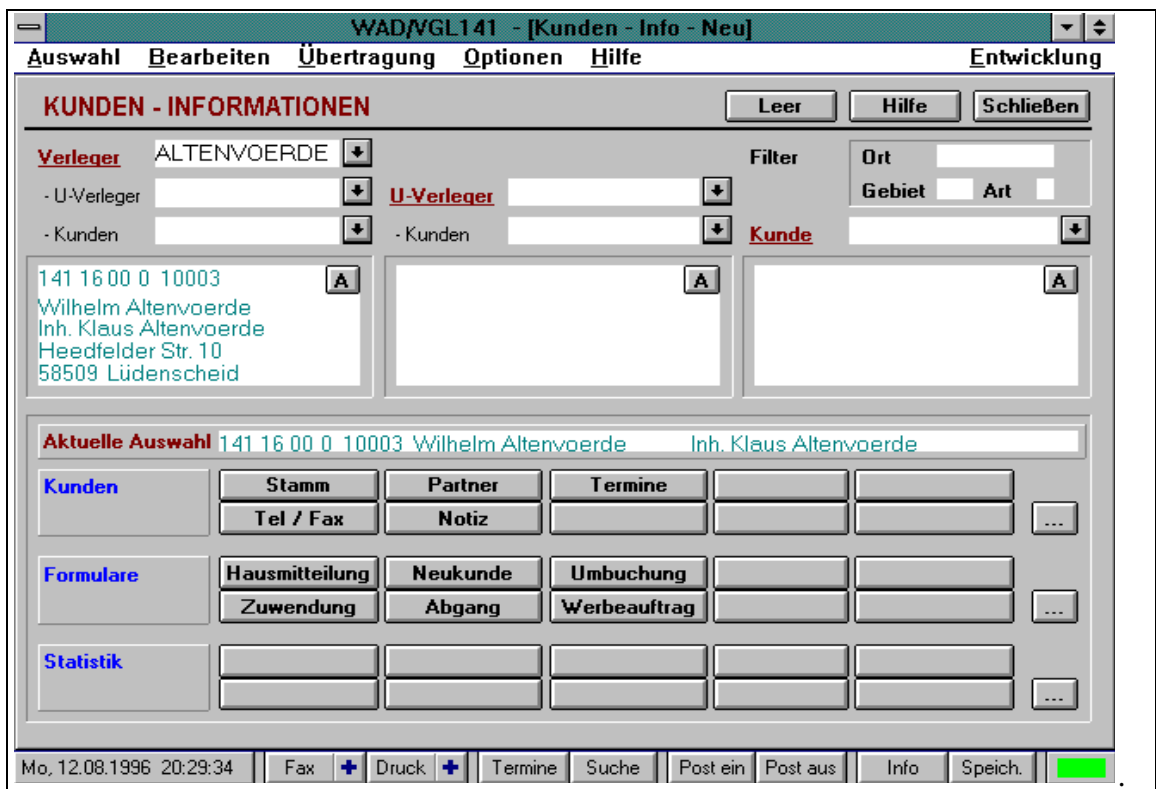 WAD/VGL141 - [Kunden - Info - Neu]
Auswahl Bearbeiten Übertragung Optionen Hilfe Entwicklung
KUNDEN - INFORMATIONEN Leer Hilfe Schließen
Verleger ALTENVOERDE Filter Ort
- U-Verleger U-Verleger Gebiet Art
- Kunden - Kunden Kunde
141 16 00 0 10003 A A A
Wilhelm Altenvoerde
Inh. Klaus Altenvoerde
Heedfelder Str. 10
58509 Lüdenscheid
Aktuelle Auswahl 141 16 00 0 10003 Wilhelm Altenvoerde Inh. Klaus Altenvoerde
Kunden Stamm Partner Termine
Tel / Fax Notiz ...
Formulare Hausmitteilung Neukunde Umbuchung
Zuwendung Abgang Werbeauftrag ...
Statistik
...
Mo, 12.08.1996 20:29:34 Fax + Druck + Termine Suche Post ein Post aus Info Speich. .